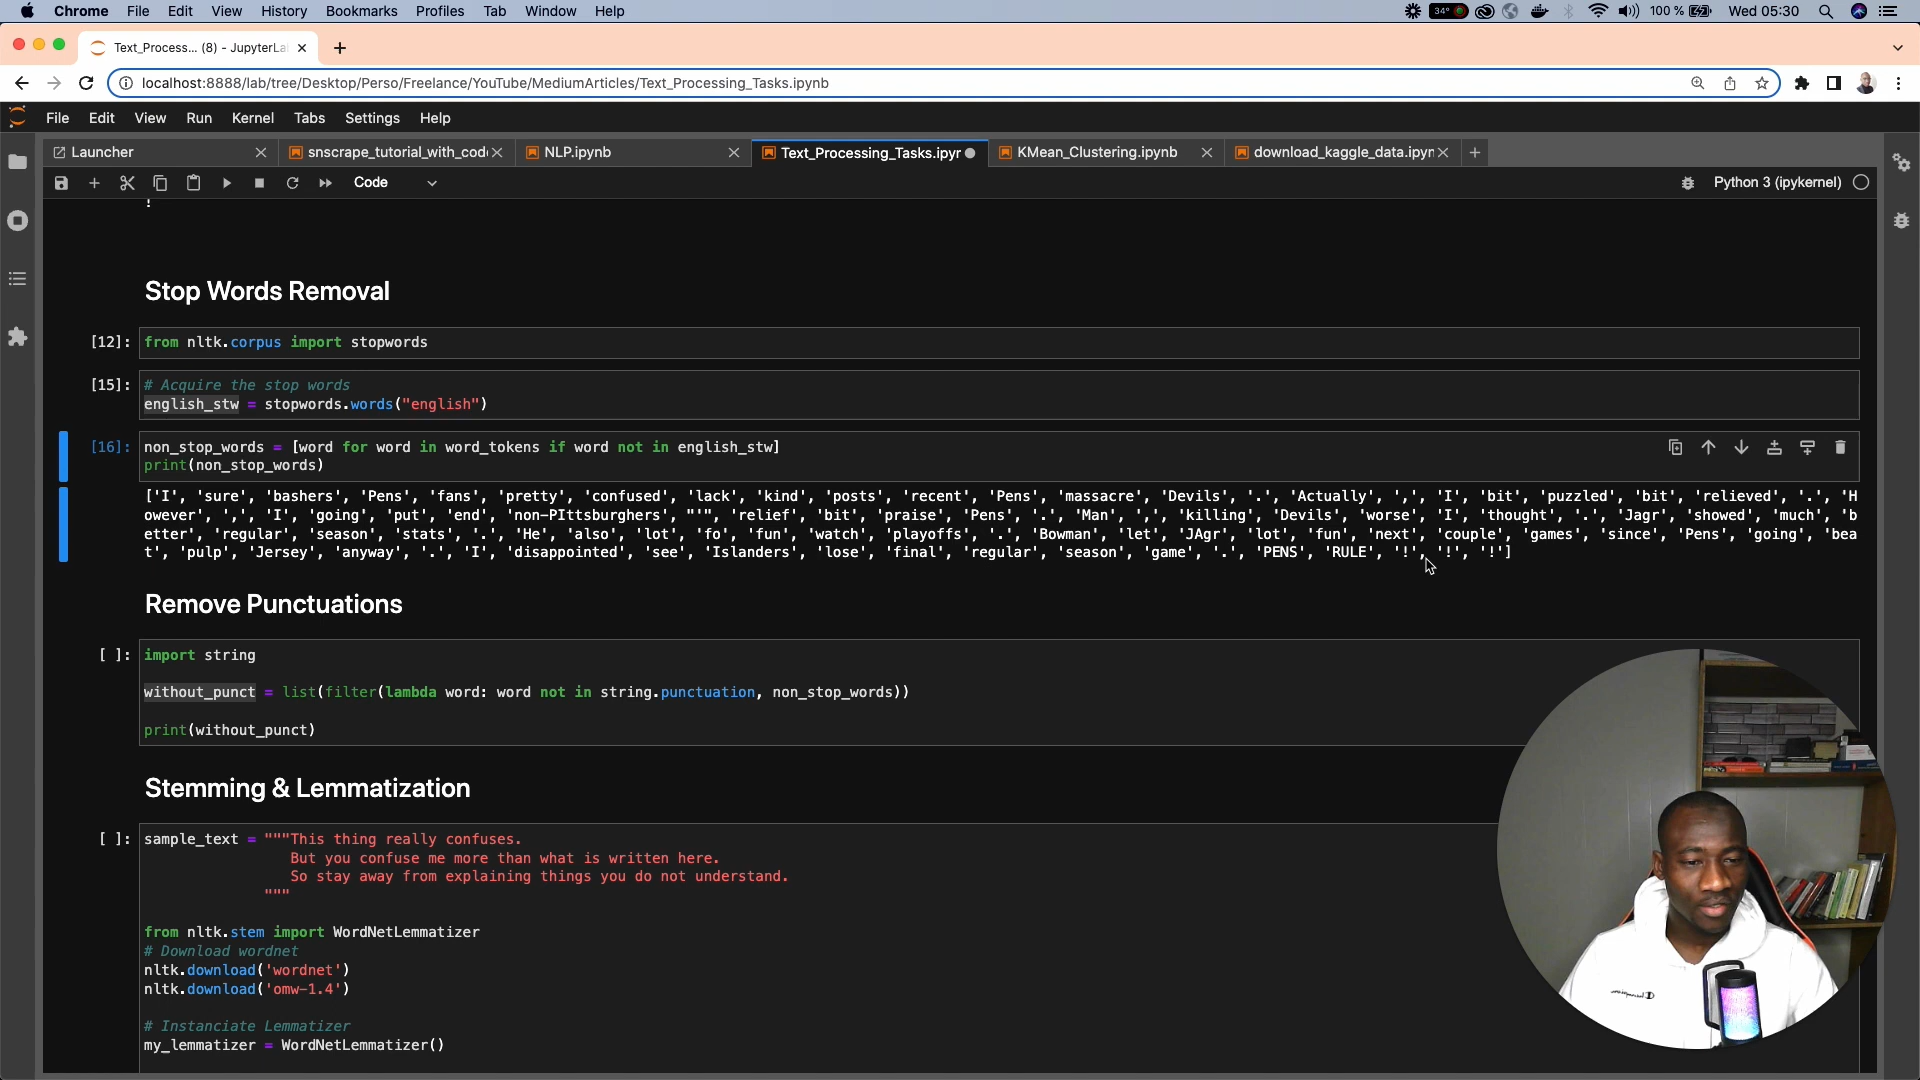 Chrome File Edit View History Bookmarks Profiles Tab Window Help 34° 100 % Wed 05:30
Text_Process... (8) - JupyterLa
localhost:8888/lab/tree/Desktop/Perso/Freelance/YouTube/MediumArticles/Text_Processing_Tasks.ipynb
File Edit View Run Kernel Tabs Settings Help
Launcher snscrape_tutorial_with_cod NLP.ipynb Text_Processing_Tasks.ipyr KMean_Clustering.ipynb download_kaggle_data.ipyn
Code Python 3 (ipykernel)
!
Stop Words Removal
[12]: from nltk.corpus import stopwords
[15]: # Acquire the stop words
english_stw = stopwords.words("english")
[16]: non_stop_words = [word for word in word_tokens if word not in english_stw]
print(non_stop_words)
['I', 'sure', 'bashers', 'Pens', 'fans', 'pretty', 'confused', 'lack', 'kind', 'posts', 'recent', 'Pens', 'massacre', 'Devils', '.', 'Actually', ',', 'I', 'bit', 'puzzled', 'bit', 'relieved', '.', 'H
owever', ',', 'I', 'going', 'put', 'end', 'non-PIttsburghers', "'", 'relief', 'bit', 'praise', 'Pens', '.', 'Man', ',', 'killing', 'Devils', 'worse', 'I', 'thought', '.', 'Jagr', 'showed', 'much', 'b
etter', 'regular', 'season', 'stats', '.', 'He', 'also', 'lot', 'fo', 'fun', 'watch', 'playoffs', '.', 'Bowman', 'let', 'JAgr', 'lot', 'fun', 'next', 'couple', 'games', 'since', 'Pens', 'going', 'bea
t', 'pulp', 'Jersey', 'anyway', '.', 'I', 'disappointed', 'see', 'Islanders', 'lose', 'final', 'regular', 'season', 'game', '.', 'PENS', 'RULE', '!', '!', '!']
Remove Punctuations
[ ]: import string
without_punct = list(filter(lambda word: word not in string.punctuation, non_stop_words))
print(without_punct)
Stemming & Lemmatization
[ ]: sample_text = """This thing really confuses.
But you confuse me more than what is written here.
So stay away from explaining things you do not understand.
"""
from nltk.stem import WordNetLemmatizer
# Download wordnet
nltk.download('wordnet')
nltk.download('omw-1.4')
# Instanciate Lemmatizer
my_lemmatizer = WordNetLemmatizer()